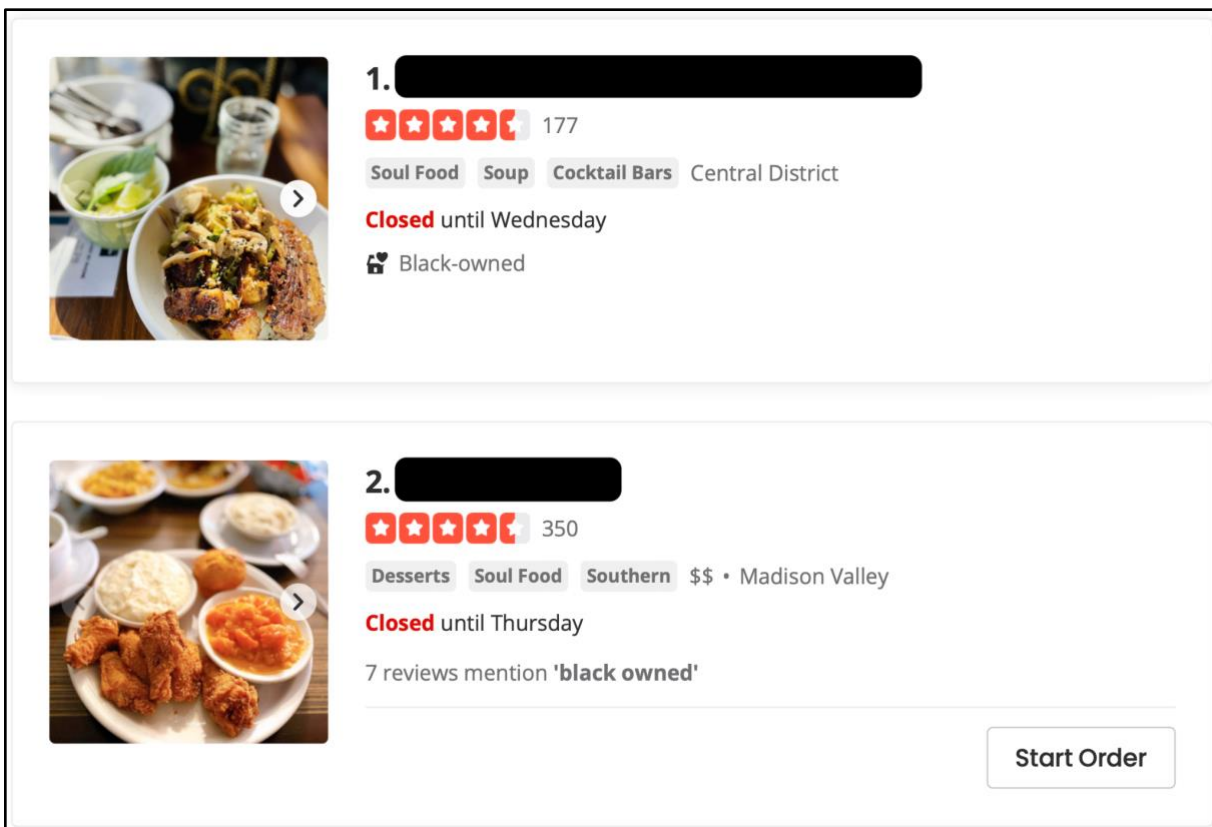 1.
177
Soul Food Soup Cocktail Bars Central District
Closed until Wednesday
Black-owned
2.
350
Desserts Soul Food Southern $$ • Madison Valley
Closed until Thursday
7 reviews mention 'black owned'
Start Order